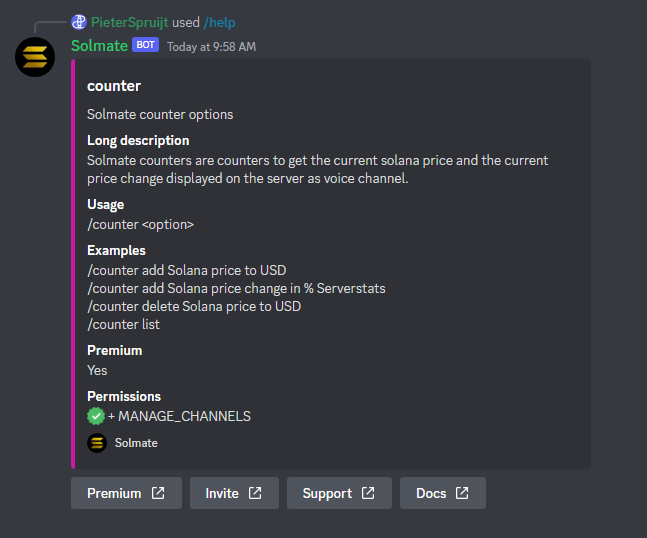 PieterSpruijt used /help
Solmate BOT Today at 9:58 AM
counter
Solmate counter options
Long description
Solmate counters are counters to get the current solana price and the current
price change displayed on the server as voice channel.
Usage
/counter <option>
Examples
/counter add Solana price to USD
/counter add Solana price change in % Serverstats
/counter delete Solana price to USD
/counter list
Premium
Yes
Permissions
+ MANAGE_CHANNELS
Solmate
Premium Invite Support Docs